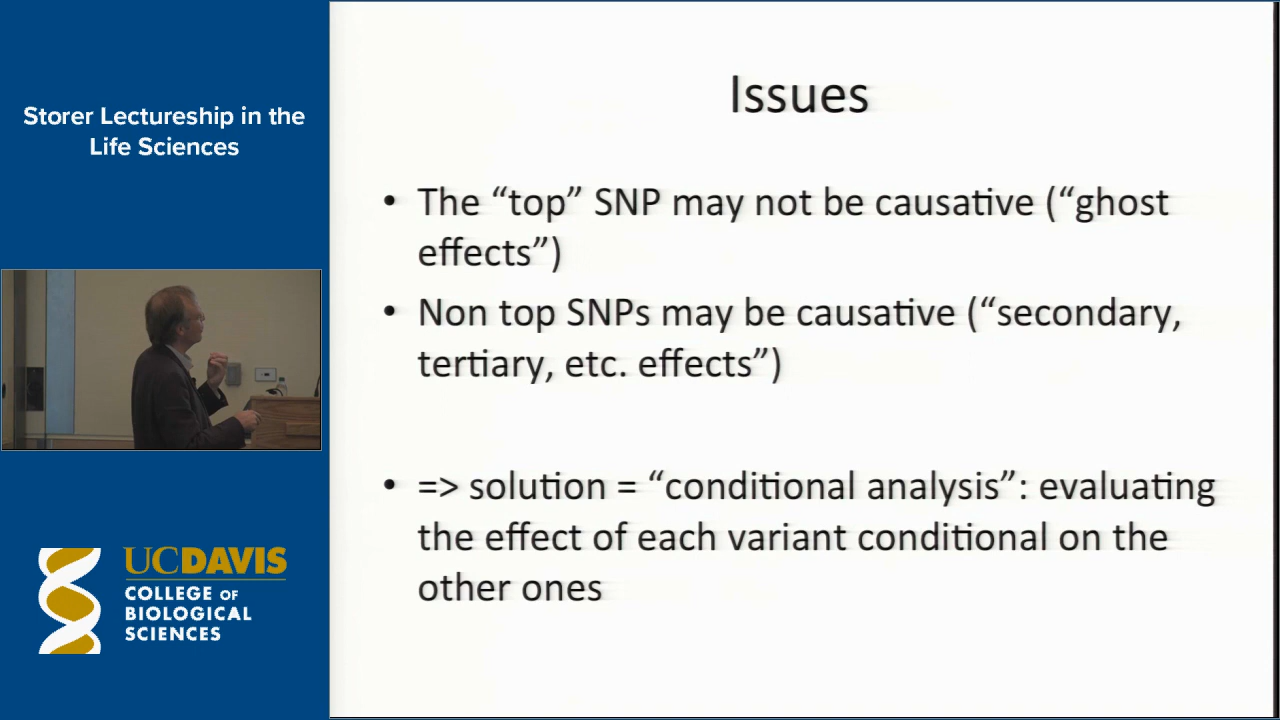 Storer Lectureship in the
Life Sciences
UCDAVIS
COLLEGE OF
BIOLOGICAL
SCIENCES
Issues
• The “top” SNP may not be causative (“ghost
effects”)
• Non top SNPs may be causative (“secondary,
tertiary, etc. effects”)
• => solution = “conditional analysis”: evaluating
the effect of each variant conditional on the
other ones